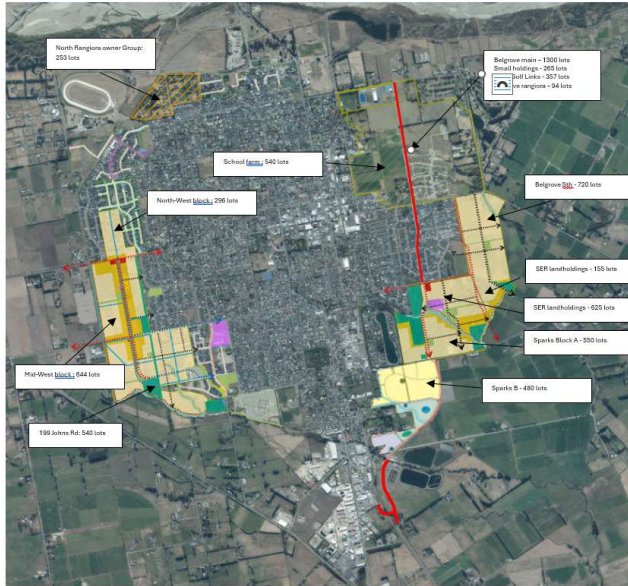 North Rangiora owner Group:
253 lots
Belgrove main – 1300 lots
Small holdings - 265 lots
Golf Links - 357 lots
rangiora – 94 lots
School farm : 540 lots
Belgrove Sth - 720 lots
North-West block : 296 lots
SER landholdings - 155 lots
SER landholdings - 625 lots
Sparks Block A - 550 lots
Mid-West block : 644 lots
Sparks B - 480 lots
199 Johns Rd: 540 lots